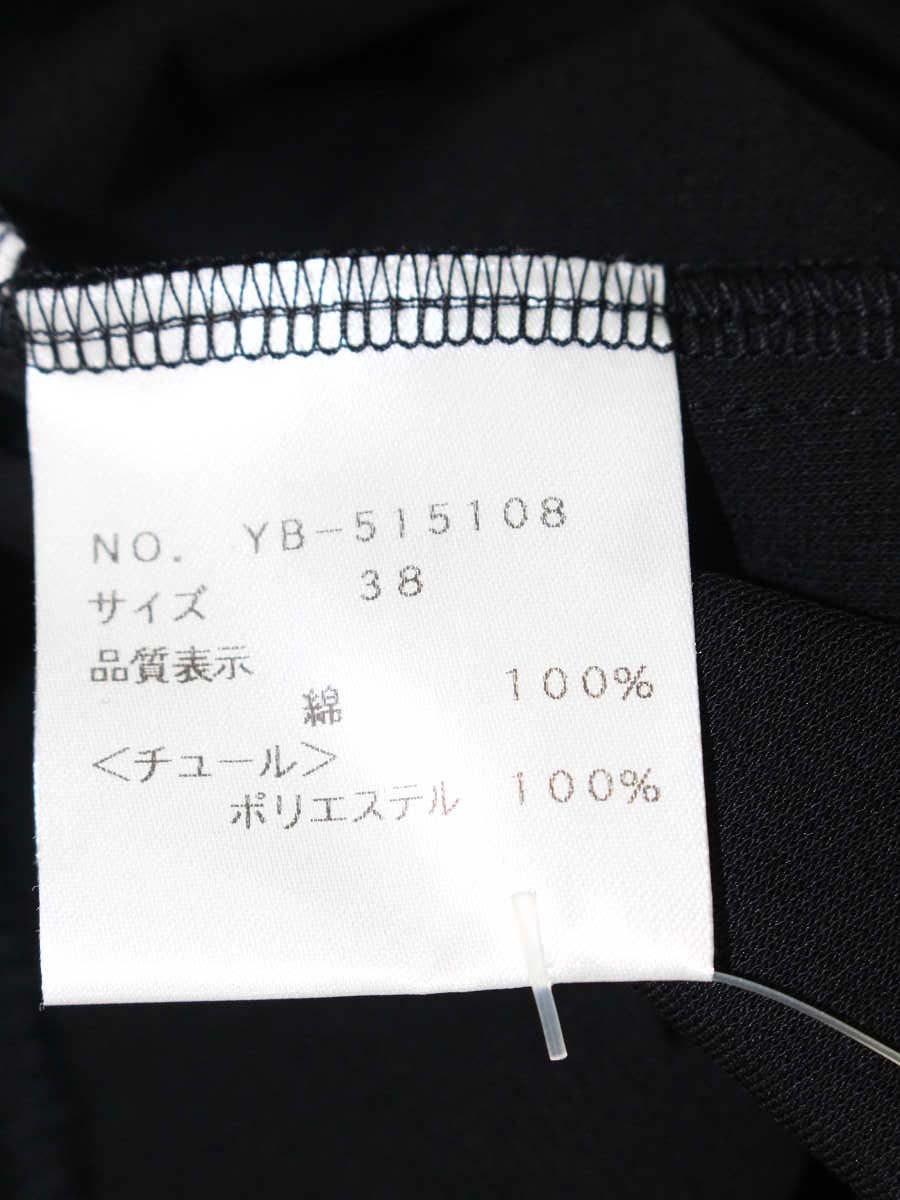 NO. YB-515108
サイズ 38
品質表示
綿 100%
<チュール>
ポリエステル 100%